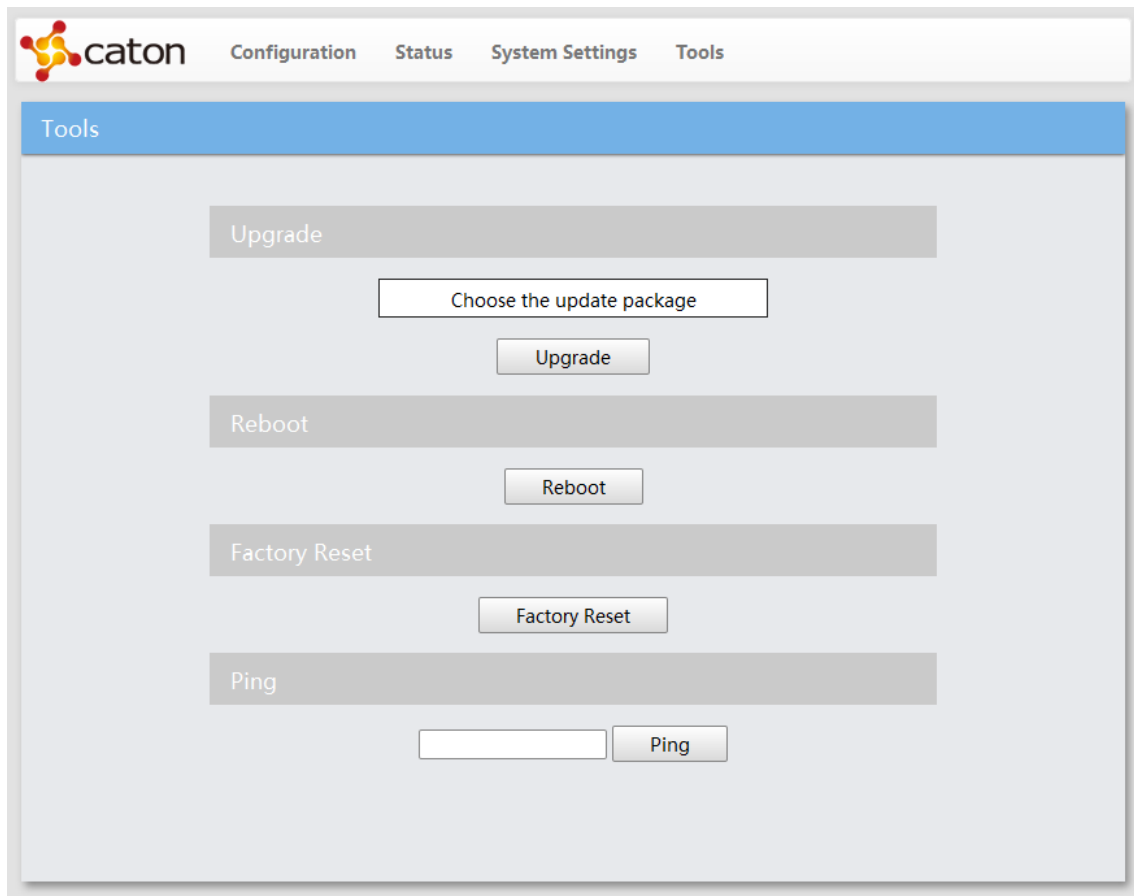 caton Configuration Status System Settings Tools
Tools
Upgrade
Choose the update package
Upgrade
Reboot
Reboot
Factory Reset
Factory Reset
Ping
Ping